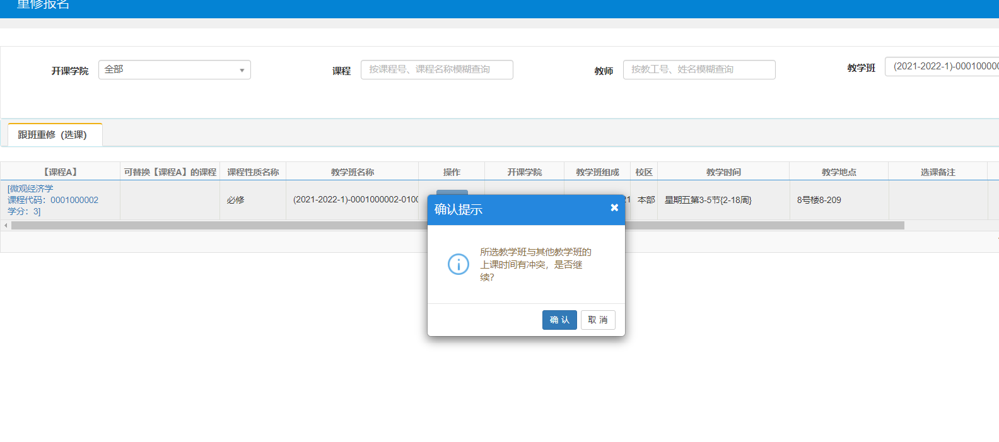 重修报名
开课学院 全部 课程 按课程号、课程名称模糊查询 教师 按教工号、姓名模糊查询 教学班 (2021-2022-1)-00010000
跟班重修（选课）
【课程A】 可替换【课程A】的课程 课程性质名称 教学班名称 操作 开课学院 教学班组成 校区 教学时间 教学地点 选课备注
[微观经济学
课程代码：0001000002
学分：3]
必修 (2021-2022-1)-0001000002-0100 21 本部 星期五第3-5节{2-18周} 8号楼8-209
确认提示
所选教学班与其他教学班的
上课时间有冲突，是否继
续？
确 认 取 消